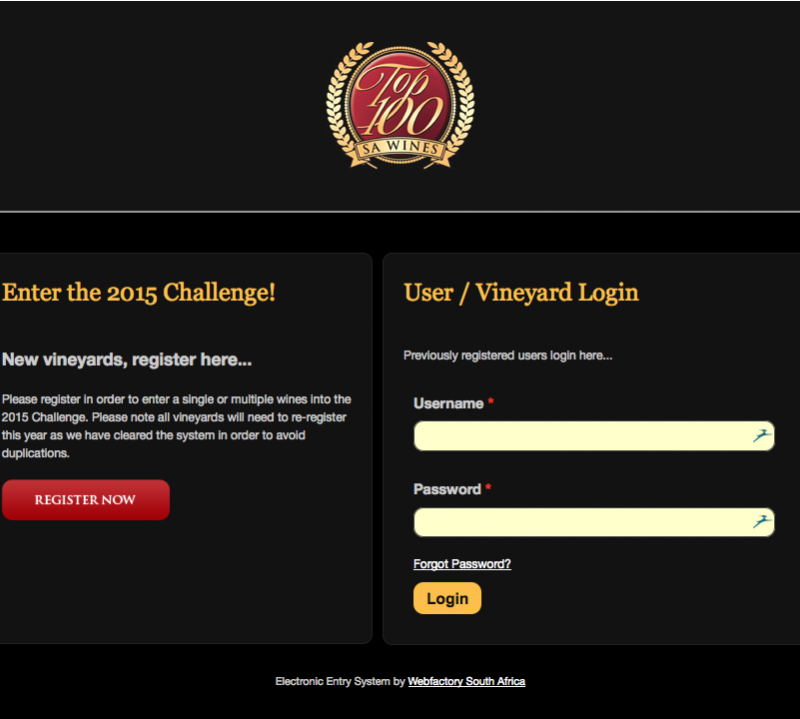 Top
100
SA WINES
Enter the 2015 Challenge!
New vineyards, register here...
Please register in order to enter a single or multiple wines into the
2015 Challenge. Please note all vineyards will need to re-register
this year as we have cleared the system in order to avoid
duplications.
REGISTER NOW
User / Vineyard Login
Previously registered users login here...
Username *
Password *
Forgot Password?
Login
Electronic Entry System by Webfactory South Africa